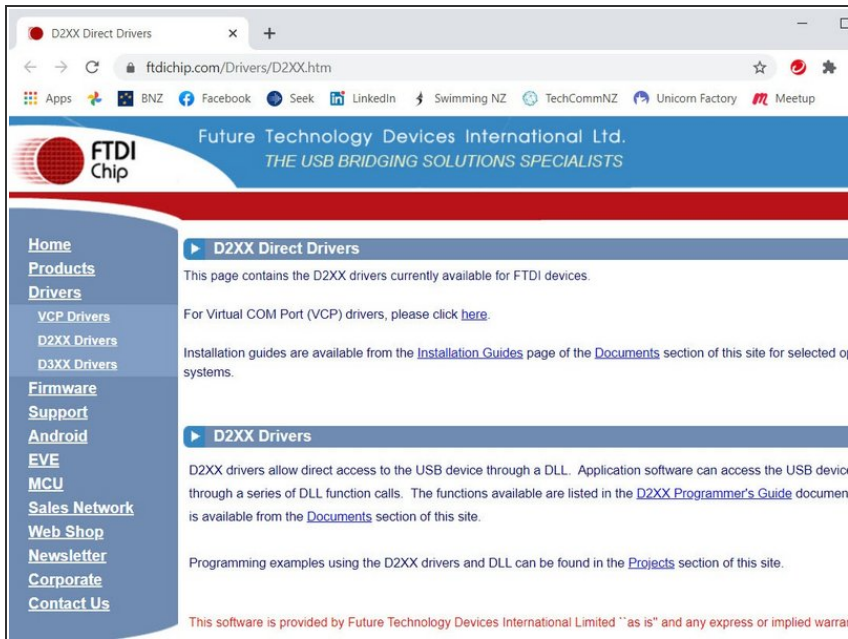 D2XX Direct Drivers
ftdichip.com/Drivers/D2XX.htm
Apps BNZ Facebook Seek LinkedIn Swimming NZ TechCommNZ Unicorn Factory Meetup
FTDI
Chip
Future Technology Devices International Ltd.
THE USB BRIDGING SOLUTIONS SPECIALISTS
Home
Products
Drivers
VCP Drivers
D2XX Drivers
D3XX Drivers
Firmware
Support
Android
EVE
MCU
Sales Network
Web Shop
Newsletter
Corporate
Contact Us
D2XX Direct Drivers
This page contains the D2XX drivers currently available for FTDI devices.
For Virtual COM Port (VCP) drivers, please click here.
Installation guides are available from the Installation Guides page of the Documents section of this site for selected op
systems.
D2XX Drivers
D2XX drivers allow direct access to the USB device through a DLL. Application software can access the USB device
through a series of DLL function calls. The functions available are listed in the D2XX Programmer's Guide documen
is available from the Documents section of this site.
Programming examples using the D2XX drivers and DLL can be found in the Projects section of this site.
This software is provided by Future Technology Devices International Limited ``as is'' and any express or implied warran